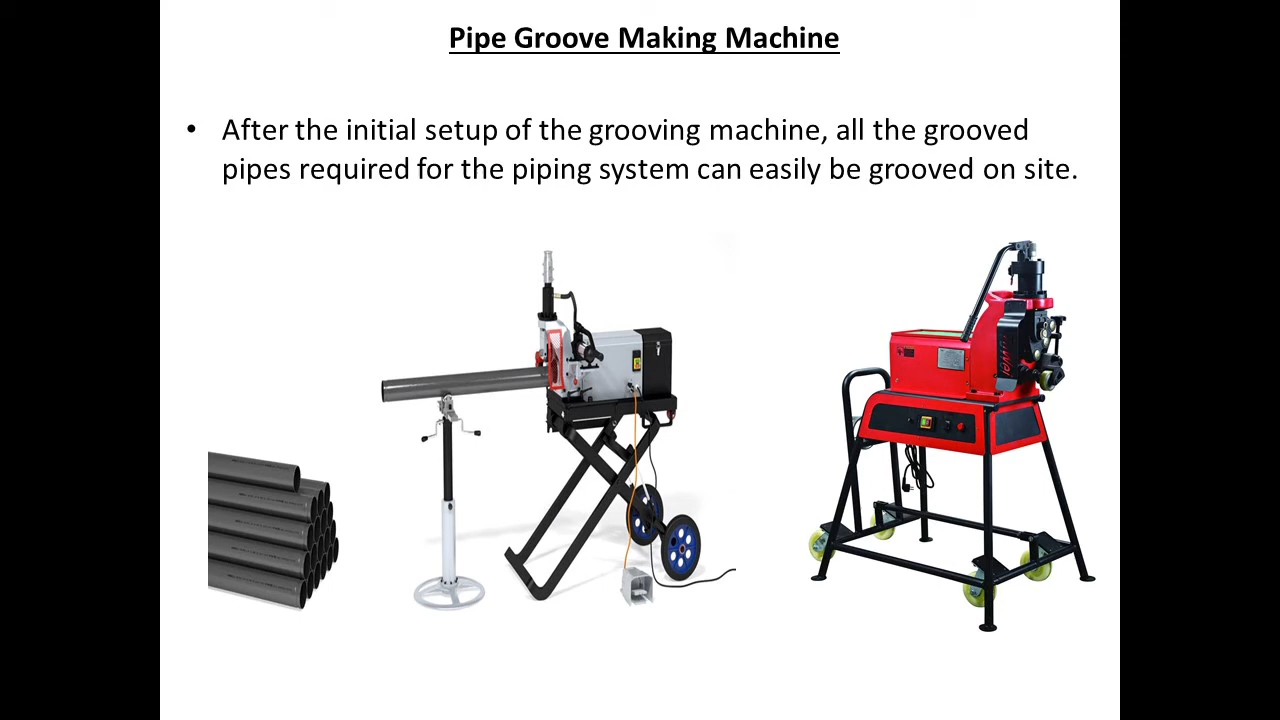 Pipe Groove Making Machine
• After the initial setup of the grooving machine, all the grooved
pipes required for the piping system can easily be grooved on site.